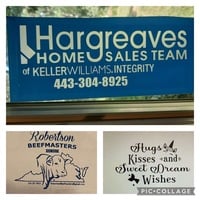 Hargreaves
HOME SALES TEAM
OF KELLERWILLIAMS. INTEGRITY
443-304-8925
Robertson
BEEFMASTERS
Hugs
Kisses and
Sweet Dream
Wishes
PIC•COLLAGE